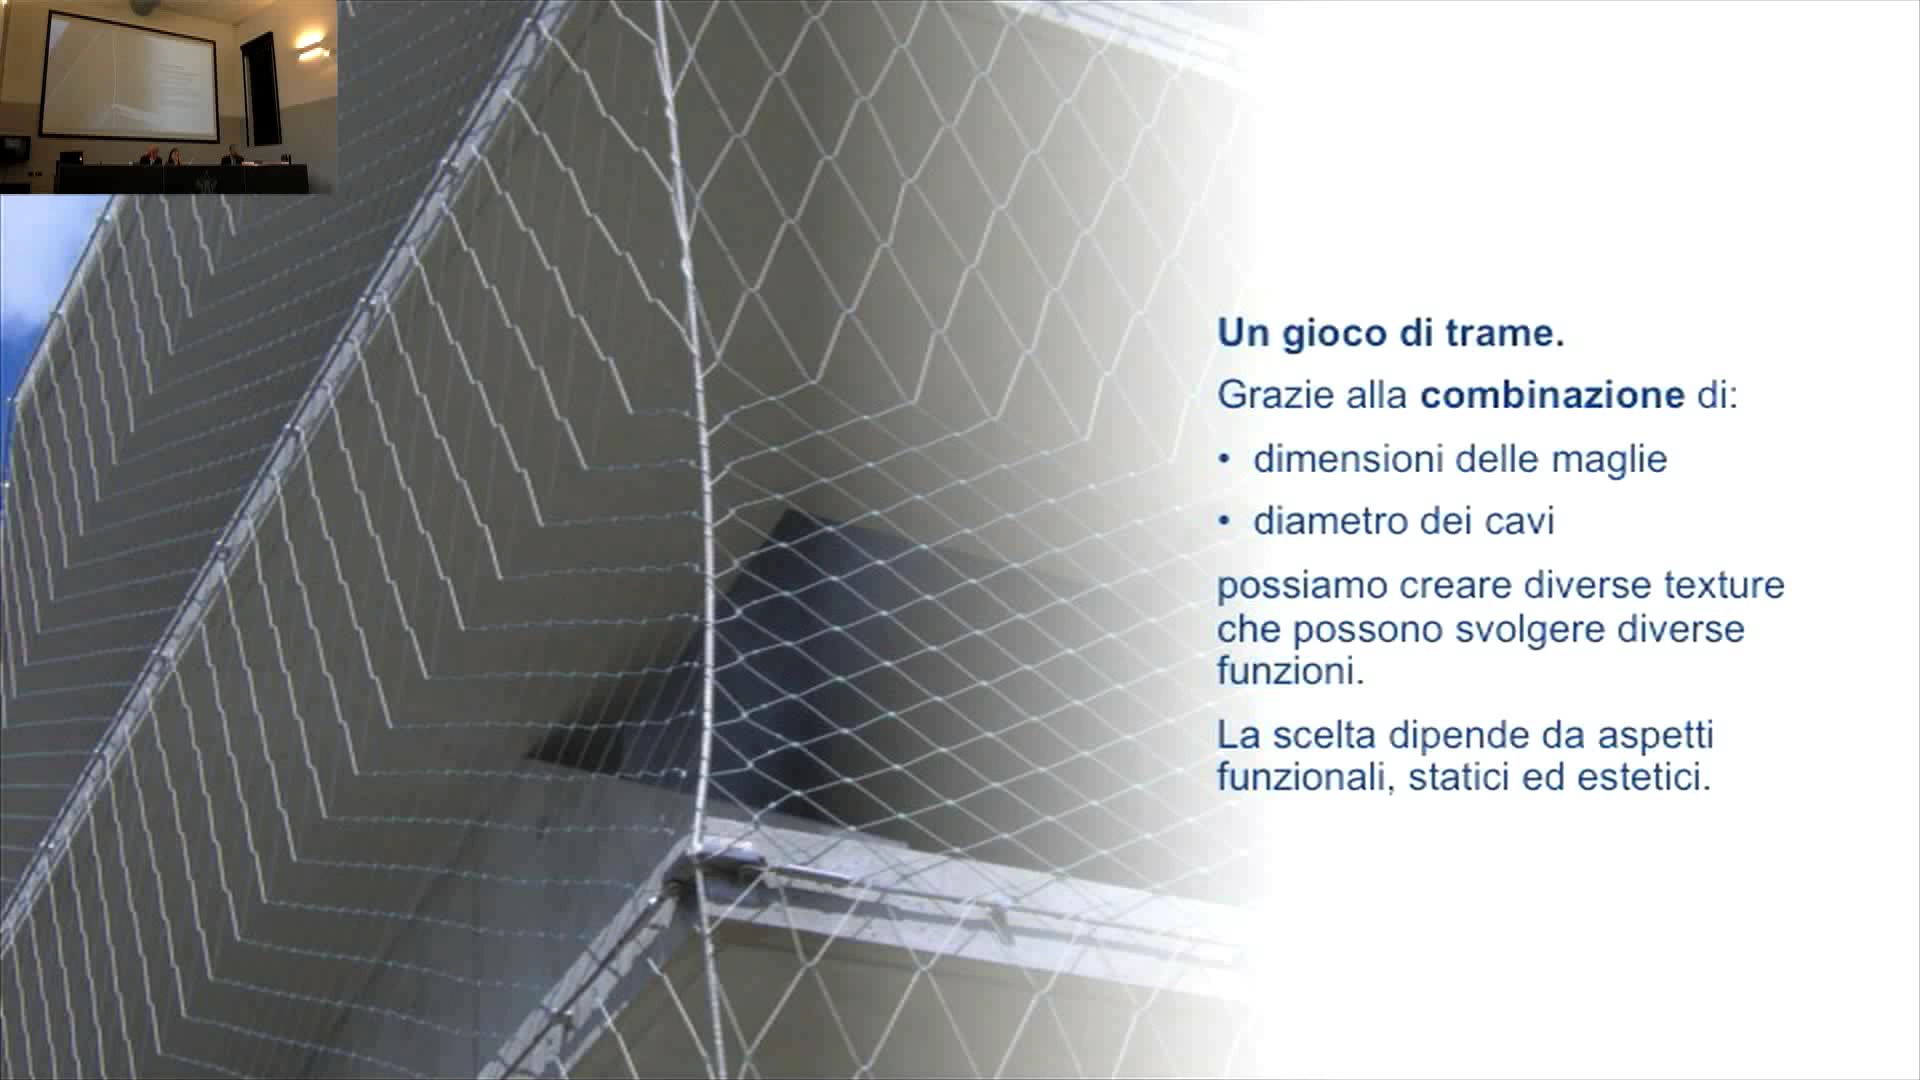 Un gioco di trame.
Grazie alla combinazione di:
• dimensioni delle maglie
• diametro dei cavi
possiamo creare diverse texture
che possono svolgere diverse
funzioni.
La scelta dipende da aspetti
funzionali, statici ed estetici.